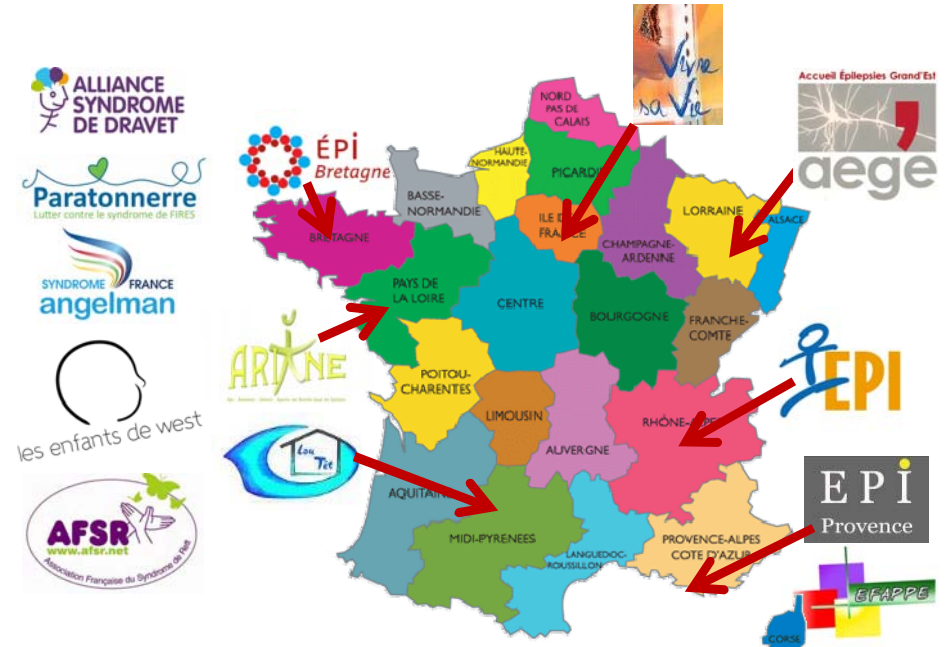 ALLIANCE
SYNDROME
DE DRAVET
Paratonnerre
Lutter contre le syndrome de FIRES
SYNDROME FRANCE
angelman
les enfants de west
AFSR
www.afsr.net
Association Française du Syndrome de Rett
ÉPi
Bretagne
ARIANE
Lou
Têt
Vivre
sa Vie
Accueil Épilepsies Grand'Est
aege
EPI
EPi
Provence
EFAPPE
NORD
PAS DE
CALAIS
HAUTE-
NORMANDIE
PICARDIE
BASSE-
NORMANDIE
ILE DE
FRANCE
LORRAINE
ALSACE
CHAMPAGNE-
ARDENNE
BRETAGNE
PAYS DE
LA LOIRE
CENTRE
BOURGOGNE
FRANCHE-
COMTE
POITOU-
CHARENTES
LIMOUSIN
AUVERGNE
RHÔNE-ALPES
AQUITAINE
MIDI-PYRENEES
LANGUEDOC-
ROUSSILLON
PROVENCE-ALPES
COTE D'AZUR
CORSE